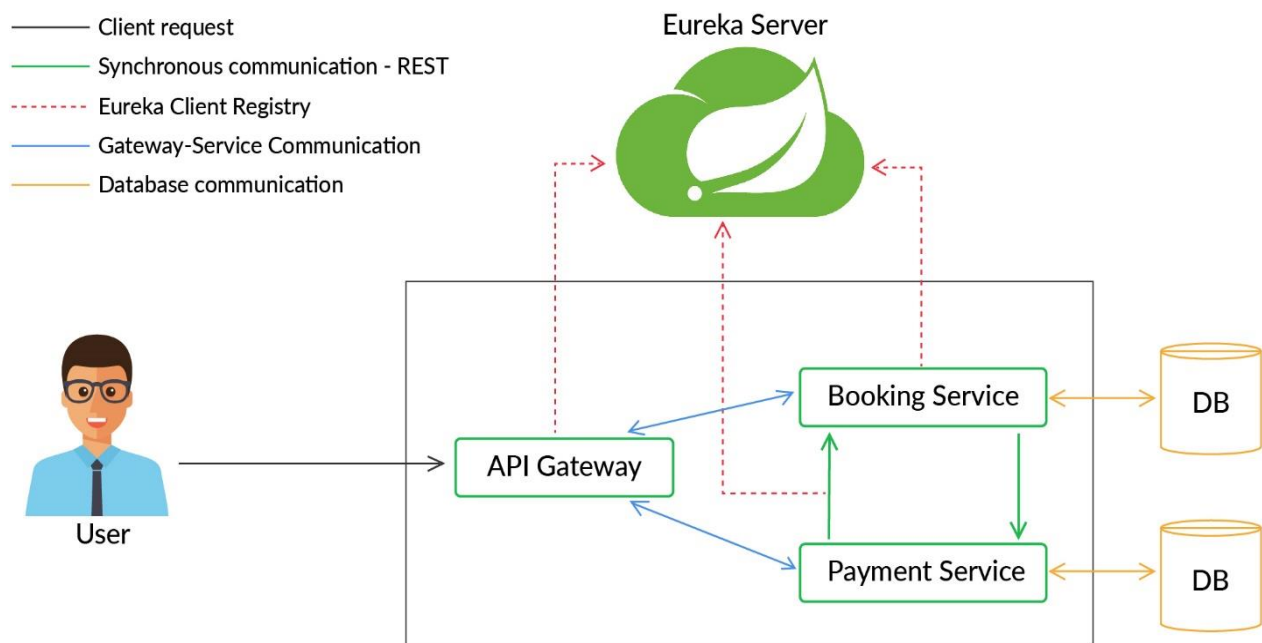 Client request
Synchronous communication - REST
Eureka Client Registry
Gateway-Service Communication
Database communication
Eureka Server
User
API Gateway
Booking Service
Payment Service
DB
DB